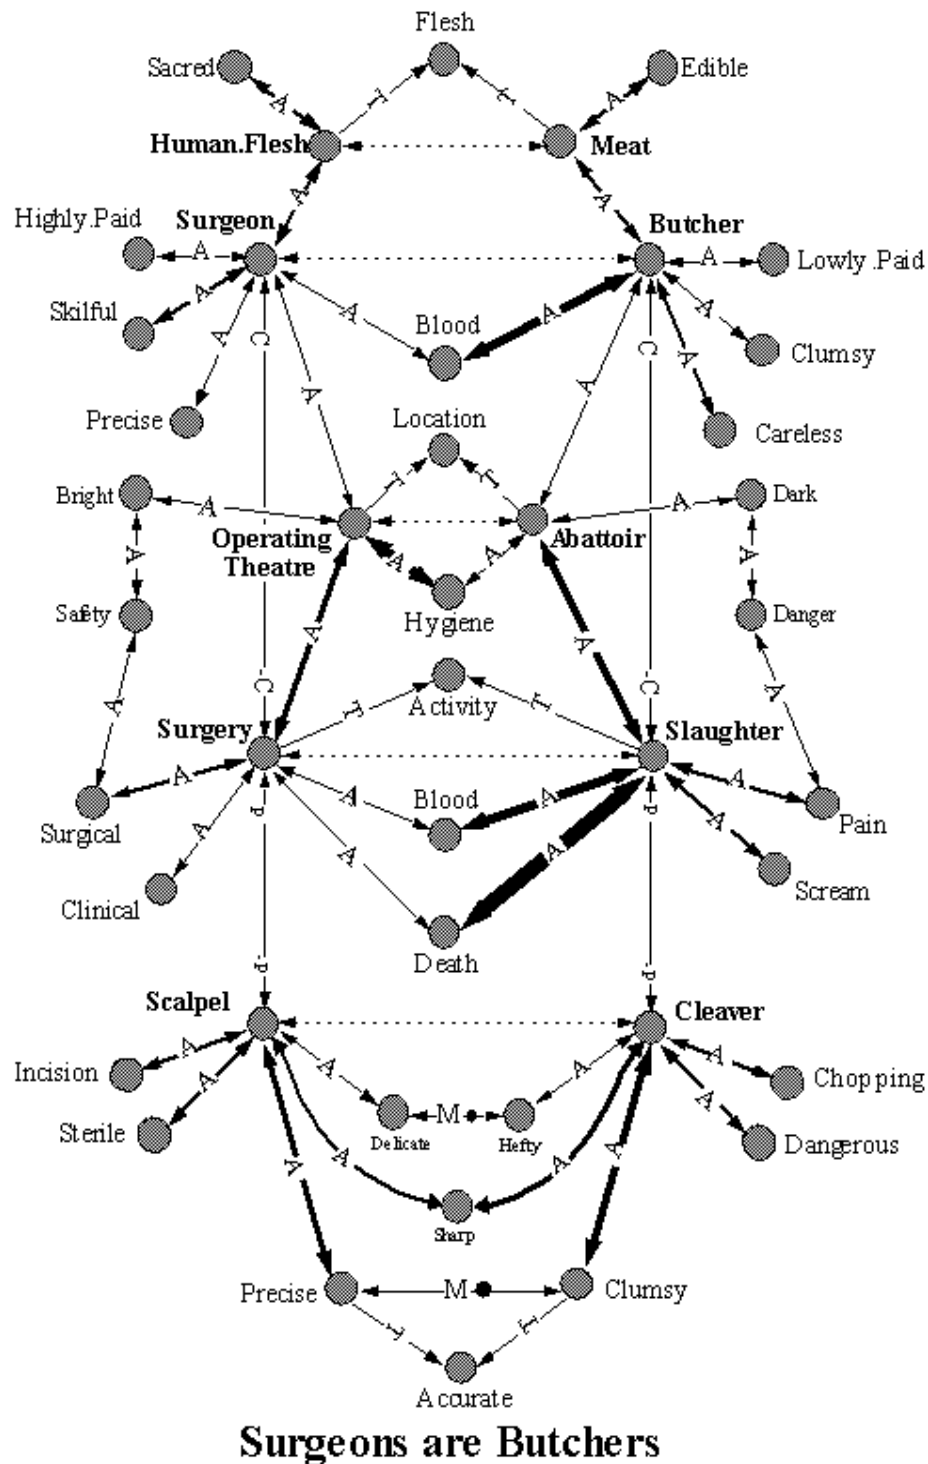 Flesh
Sacred
Edible
A
I
I
A
Human.Flesh
Meat
A
A
Highly.Paid
Surgeon
Butcher
A
A
Lowly.Paid
Skilful
A
A
Blood
A
A
Clumsy
C
C
A
Precise
A
A
A
Location
Careless
Bright
A
I
I
A
Dark
Operating
Theatre
A
A
Abattoir
A
A
Safety
Hygiene
Danger
A
A
A
A
C
C
Surgery
I
Activity
I
Slaughter
A
A
Blood
A
A
Surgical
Pain
P
P
A
A
A
A
Clinical
Scream
Death
P
P
Scalpel
Cleaver
Incision
A
A
A
A
A
A
Chopping
Sterile
Delicate
M
Hefty
Dangerous
A
A
A
A
Sharp
Precise
M
Clumsy
I
I
Accurate
Surgeons are Butchers